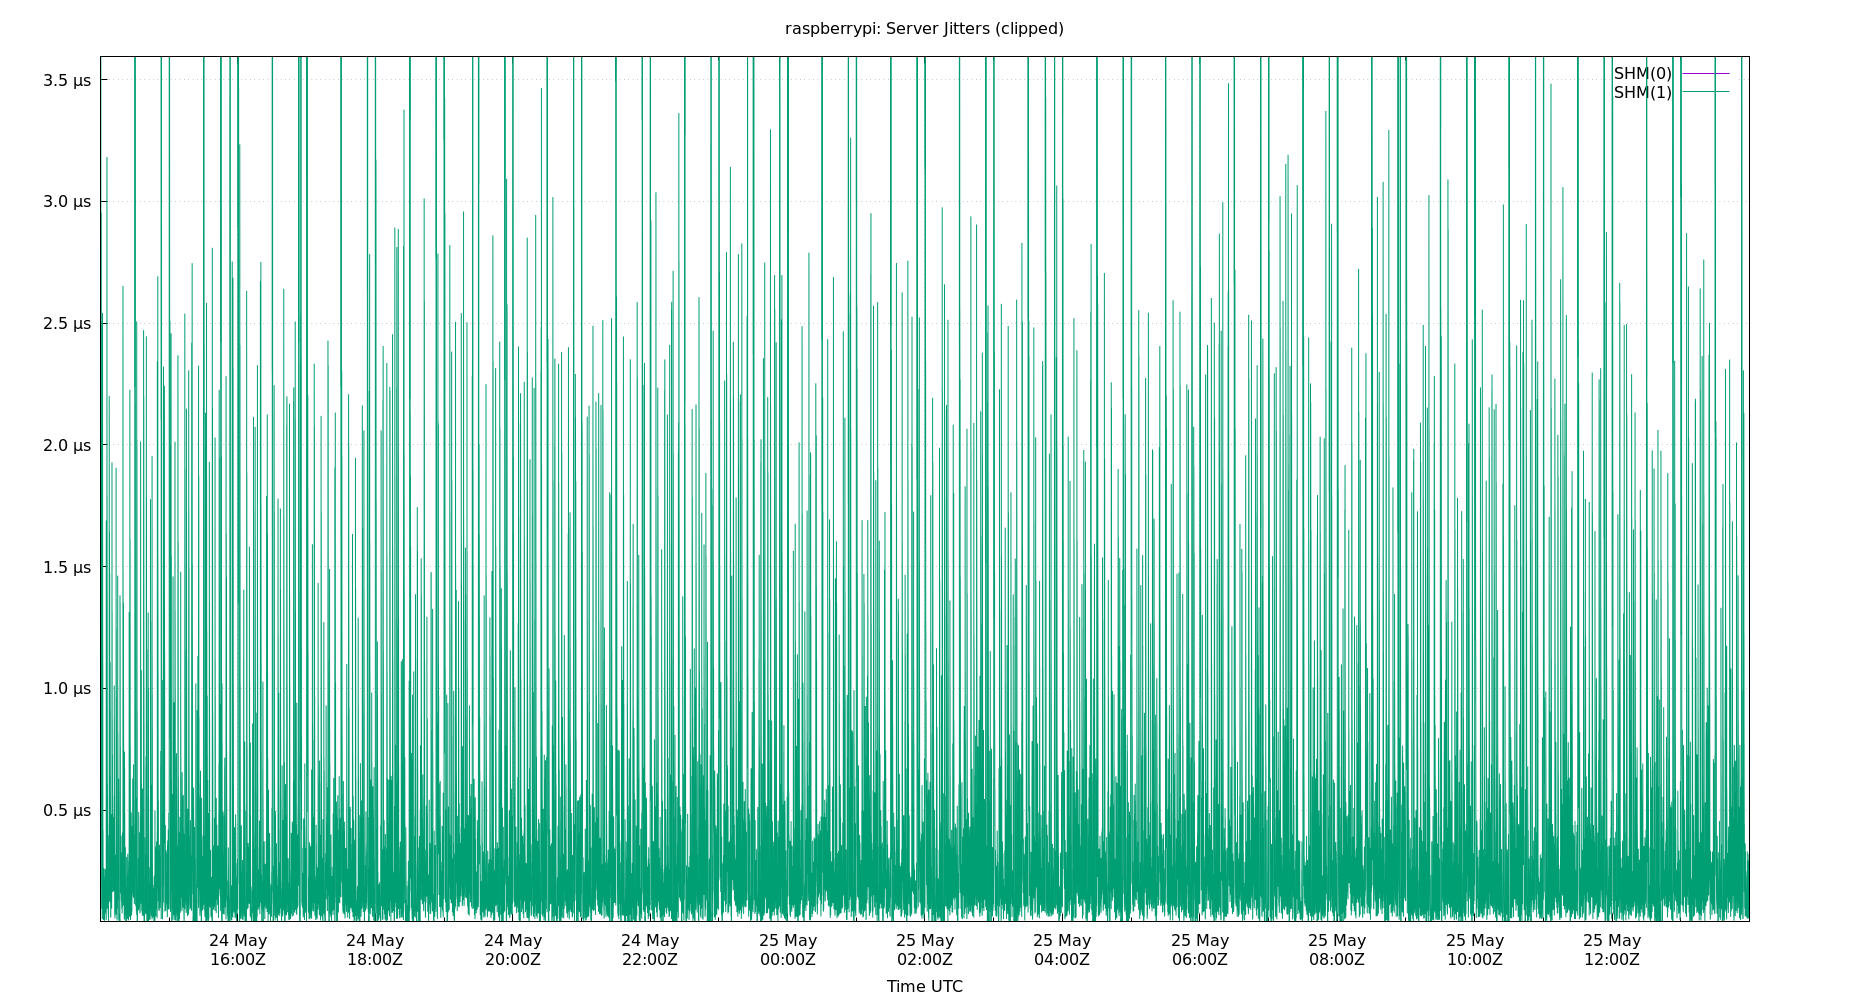 raspberrypi: Server Jitters (clipped)
3.5 µs
3.0 µs
2.5 µs
2.0 µs
1.5 µs
1.0 µs
0.5 µs
SHM(0)
SHM(1)
24 May 24 May 24 May 24 May 25 May 25 May 25 May 25 May 25 May 25 May 25 May
16:00Z 18:00Z 20:00Z 22:00Z 00:00Z 02:00Z 04:00Z 06:00Z 08:00Z 10:00Z 12:00Z
Time UTC